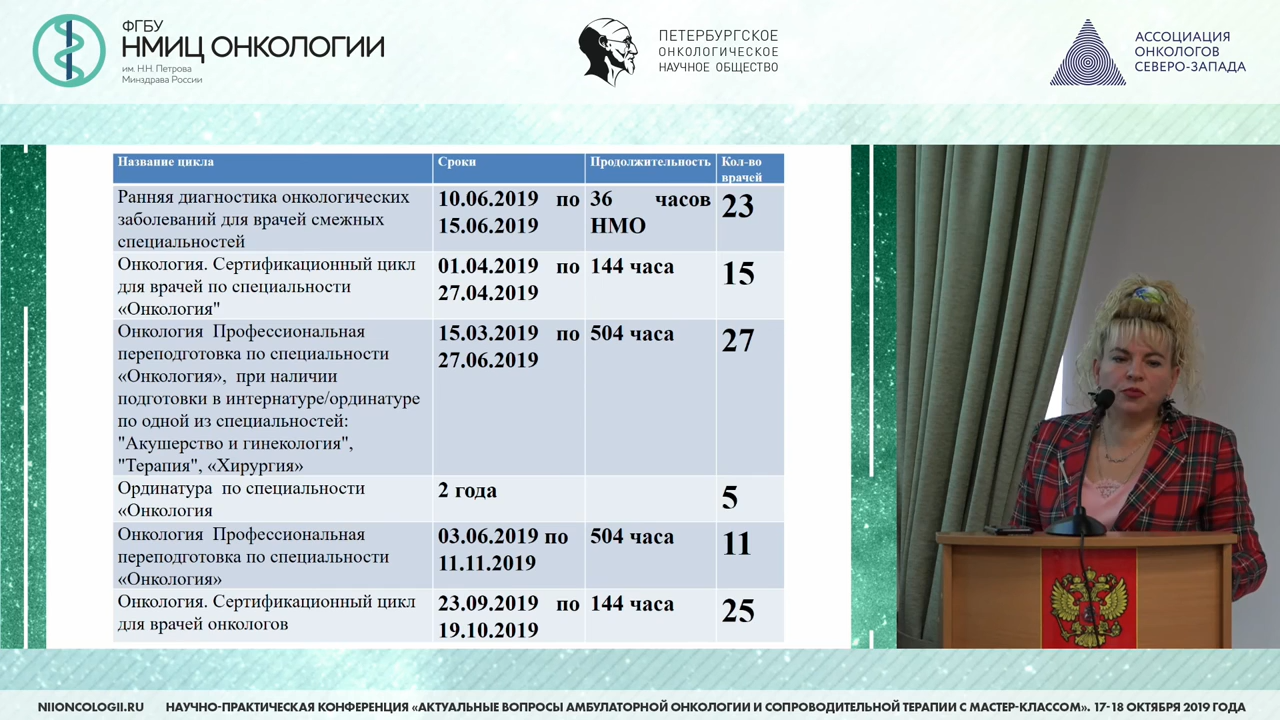 ФГБУ
НМИЦ ОНКОЛОГИИ
им. Н.Н. Петрова
Минздрава России
ПЕТЕРБУРГСКОЕ
ОНКОЛОГИЧЕСКОЕ
НАУЧНОЕ ОБЩЕСТВО
АССОЦИАЦИЯ
ОНКОЛОГОВ
СЕВЕРО-ЗАПАДА
Название цикла Сроки Продолжительность Кол-во
врачей
Ранняя диагностика онкологических
заболеваний для врачей смежных
специальностей
10.06.2019 по
15.06.2019
36 часов
НМО
23
Онкология. Сертификационный цикл
для врачей по специальности
«Онкология"
01.04.2019 по
27.04.2019
144 часа
15
Онкология Профессиональная
переподготовка по специальности
«Онкология», при наличии
подготовки в интернатуре/ординатуре
по одной из специальностей:
"Акушерство и гинекология",
"Терапия", «Хирургия»
15.03.2019 по
27.06.2019
504 часа
27
Ординатура по специальности
«Онкология
2 года
5
Онкология Профессиональная
переподготовка по специальности
«Онкология»
03.06.2019 по
11.11.2019
504 часа
11
Онкология. Сертификационный цикл
для врачей онкологов
23.09.2019 по
19.10.2019
144 часа
25
NIIONCOLOGII.RU НАУЧНО-ПРАКТИЧЕСКАЯ КОНФЕРЕНЦИЯ «АКТУАЛЬНЫЕ ВОПРОСЫ АМБУЛАТОРНОЙ ОНКОЛОГИИ И СОПРОВОДИТЕЛЬНОЙ ТЕРАПИИ С МАСТЕР-КЛАССОМ». 17-18 ОКТЯБРЯ 2019 ГОДА